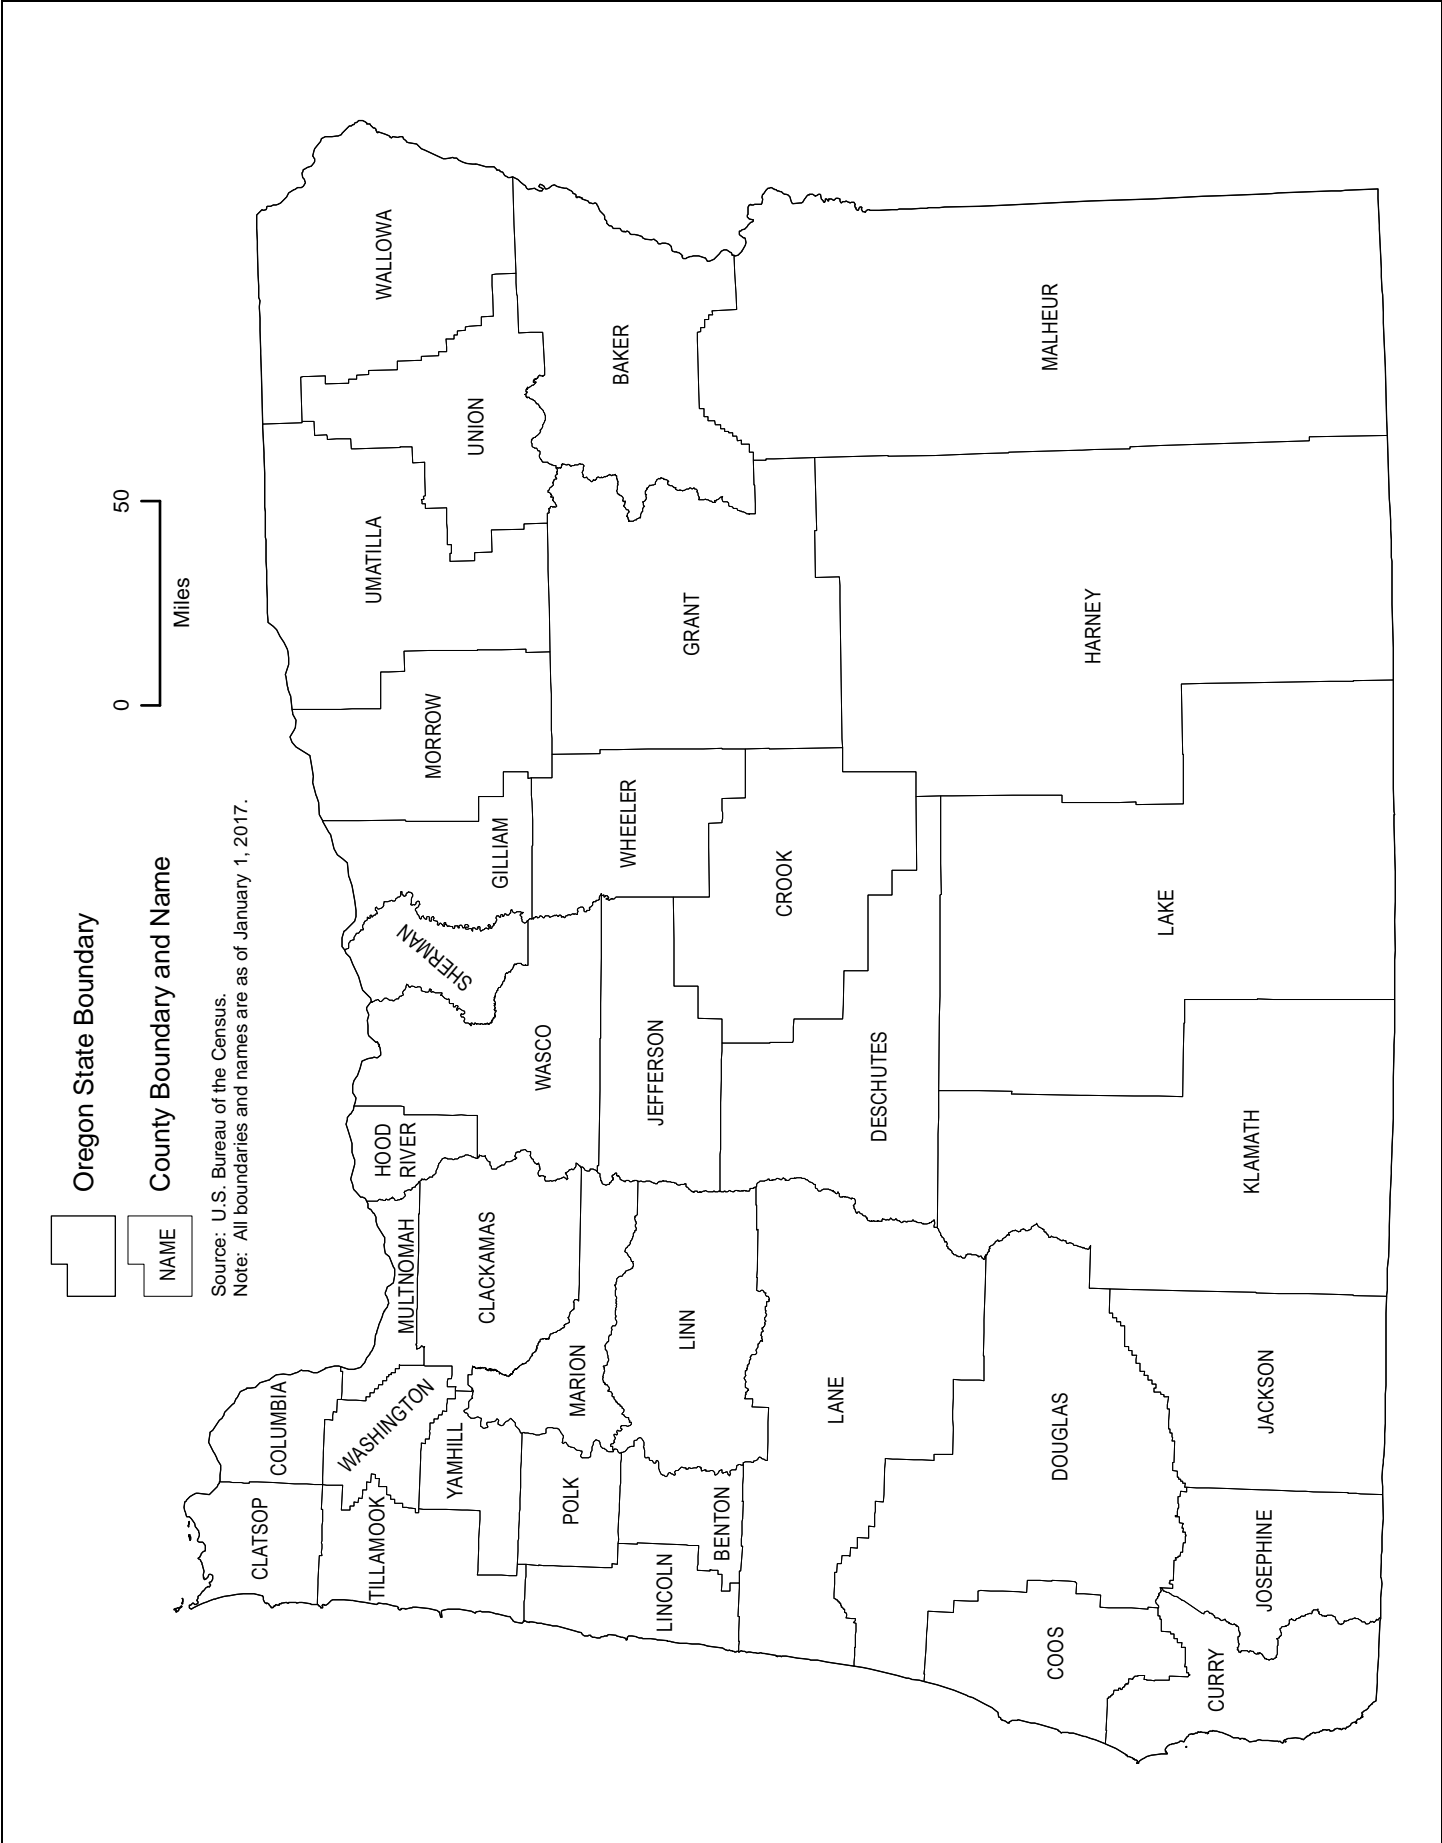 Oregon State Boundary
NAME
County Boundary and Name
Source: U.S. Bureau of the Census.
Note: All boundaries and names are as of January 1, 2017.
0
50
Miles
CLATSOP
COLUMBIA
TILLAMOOK
WASHINGTON
MULTNOMAH
HOOD
RIVER
YAMHILL
CLACKAMAS
WASCO
SHERMAN
GILLIAM
MORROW
UMATILLA
UNION
WALLOWA
POLK
MARION
LINCOLN
BENTON
LINN
JEFFERSON
WHEELER
GRANT
BAKER
LANE
DESCHUTES
CROOK
MALHEUR
COOS
DOUGLAS
KLAMATH
LAKE
HARNEY
CURRY
JOSEPHINE
JACKSON